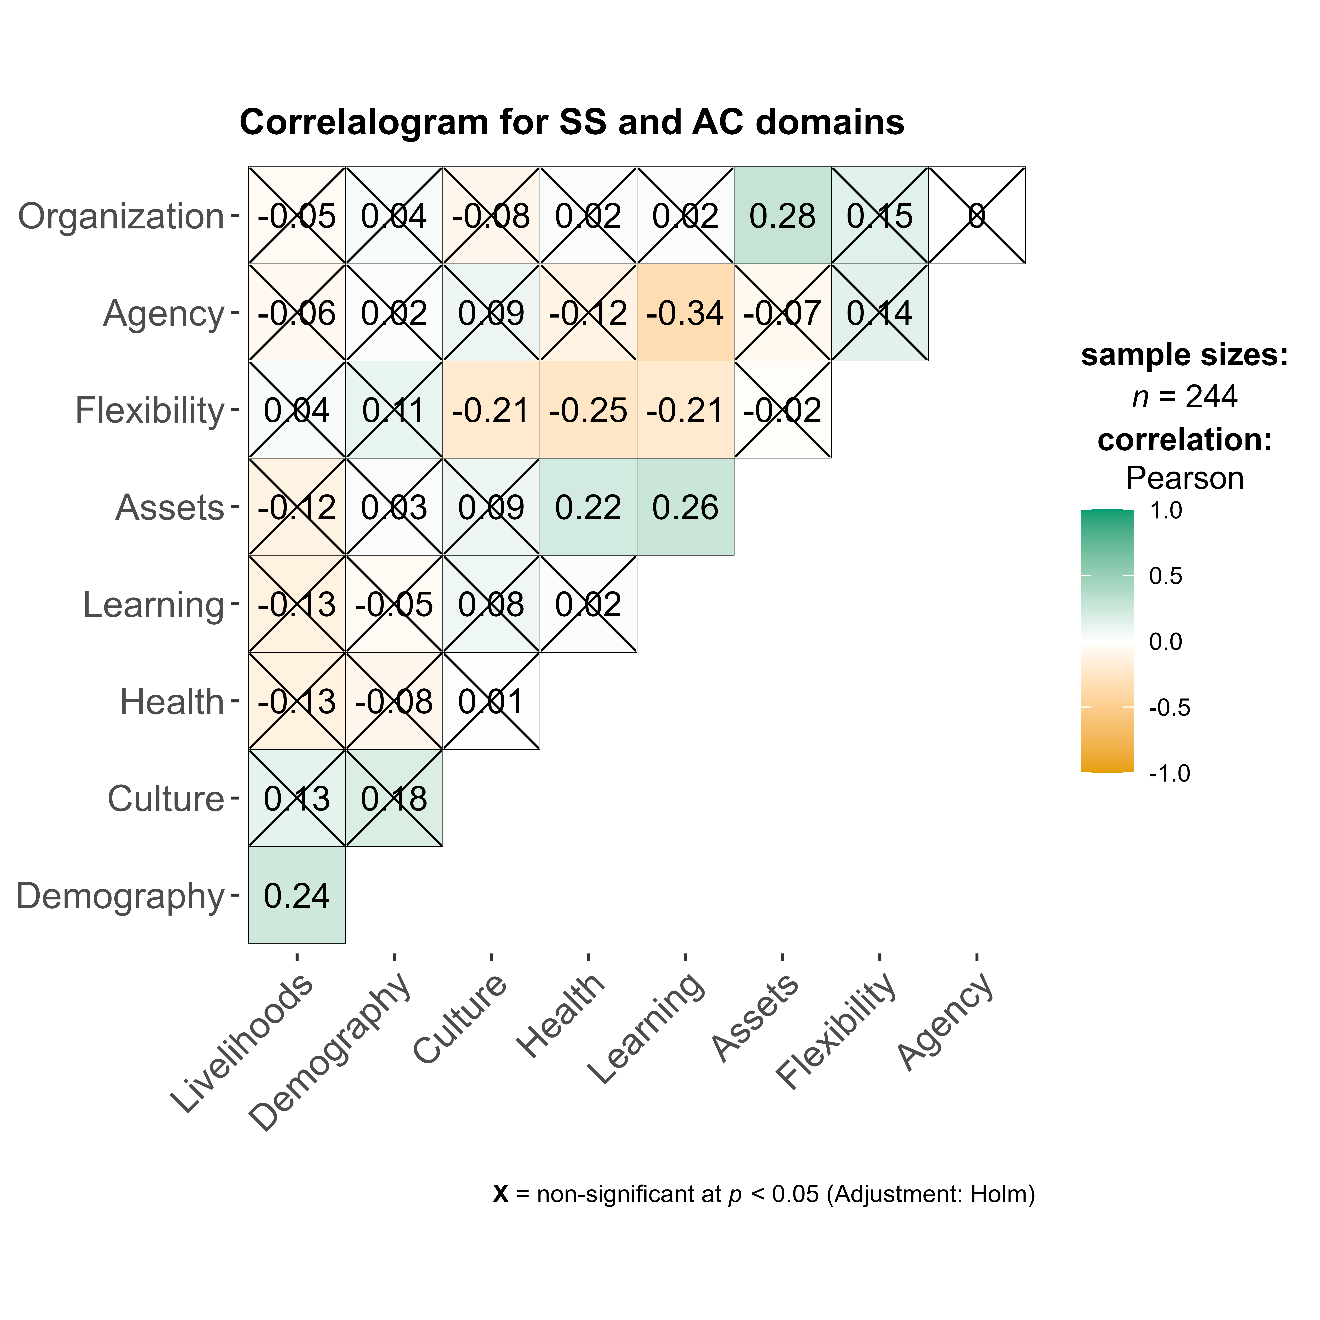 Correlalogram for SS and AC domains
Organization -0.05 0.04 -0.08 0.02 0.02 0.28 0.15 0
Agency -0.06 0.02 0.09 -0.12 -0.34 -0.07 0.14
Flexibility 0.04 0.11 -0.21 -0.25 -0.21 -0.02
Assets -0.12 0.03 0.09 0.22 0.26
Learning -0.13 -0.05 0.08 0.02
Health -0.13 -0.08 0.01
Culture 0.13 0.18
Demography 0.24
Livelihoods Demography Culture Health Learning Assets Flexibility Agency
sample sizes:
n = 244
correlation:
Pearson
1.0
0.5
0.0
-0.5
-1.0
X = non-significant at p < 0.05 (Adjustment: Holm)